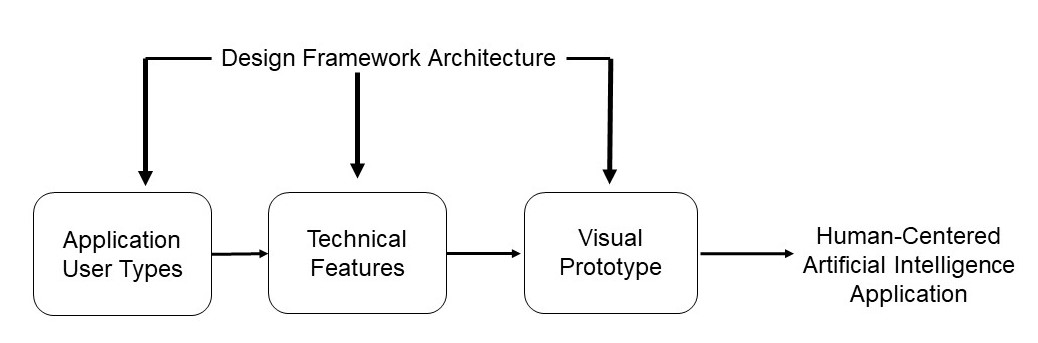 Design Framework Architecture
Application
User Types
Technical
Features
Visual
Prototype
Human-Centered
Artificial Intelligence
Application